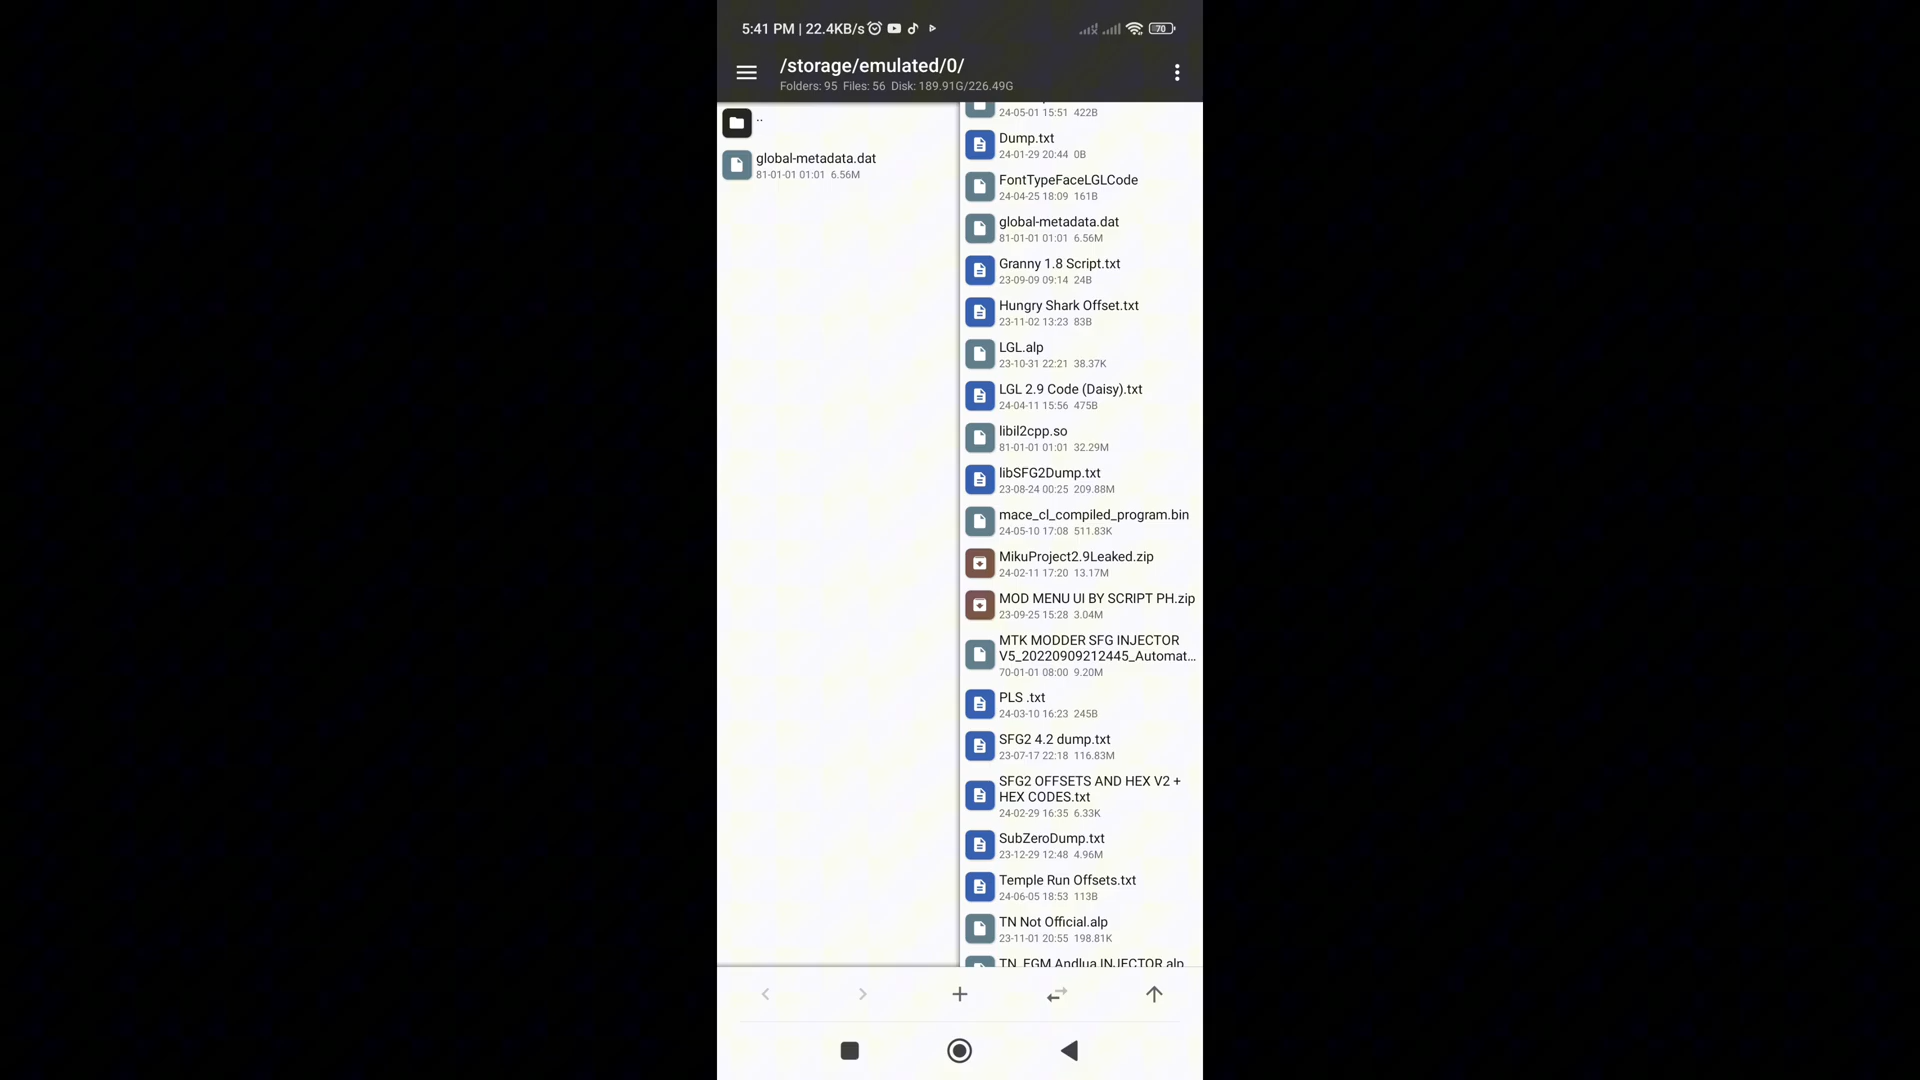 5:41 PM | 22.4KB/s
70
/storage/emulated/0/
Folders: 95 Files: 56 Disk: 189.91G/226.49G
..
global-metadata.dat
81-01-01 01:01 6.56M
24-05-01 15:51 422B
Dump.txt
24-01-29 20:44 0B
FontTypeFaceLGLCode
24-04-25 18:09 161B
global-metadata.dat
81-01-01 01:01 6.56M
Granny 1.8 Script.txt
23-09-09 09:14 24B
Hungry Shark Offset.txt
23-11-02 13:23 83B
LGL.alp
23-10-31 22:21 38.37K
LGL 2.9 Code (Daisy).txt
24-04-11 15:56 475B
libil2cpp.so
81-01-01 01:01 32.29M
libSFG2Dump.txt
23-08-24 00:25 209.88M
mace_cl_compiled_program.bin
24-05-10 17:08 511.83K
MikuProject2.9Leaked.zip
24-02-11 17:20 13.17M
MOD MENU UI BY SCRIPT PH.zip
23-09-25 15:28 3.04M
MTK MODDER SFG INJECTOR
V5_20220909212445_Automat...
70-01-01 08:00 9.20M
PLS .txt
24-03-10 16:23 245B
SFG2 4.2 dump.txt
23-07-17 22:18 116.83M
SFG2 OFFSETS AND HEX V2 +
HEX CODES.txt
24-02-29 16:35 6.33K
SubZeroDump.txt
23-12-29 12:48 4.96M
Temple Run Offsets.txt
24-06-05 18:53 113B
TN Not Official.alp
23-11-01 20:55 198.81K
TN_EGM Andlua INJECTOR.alp